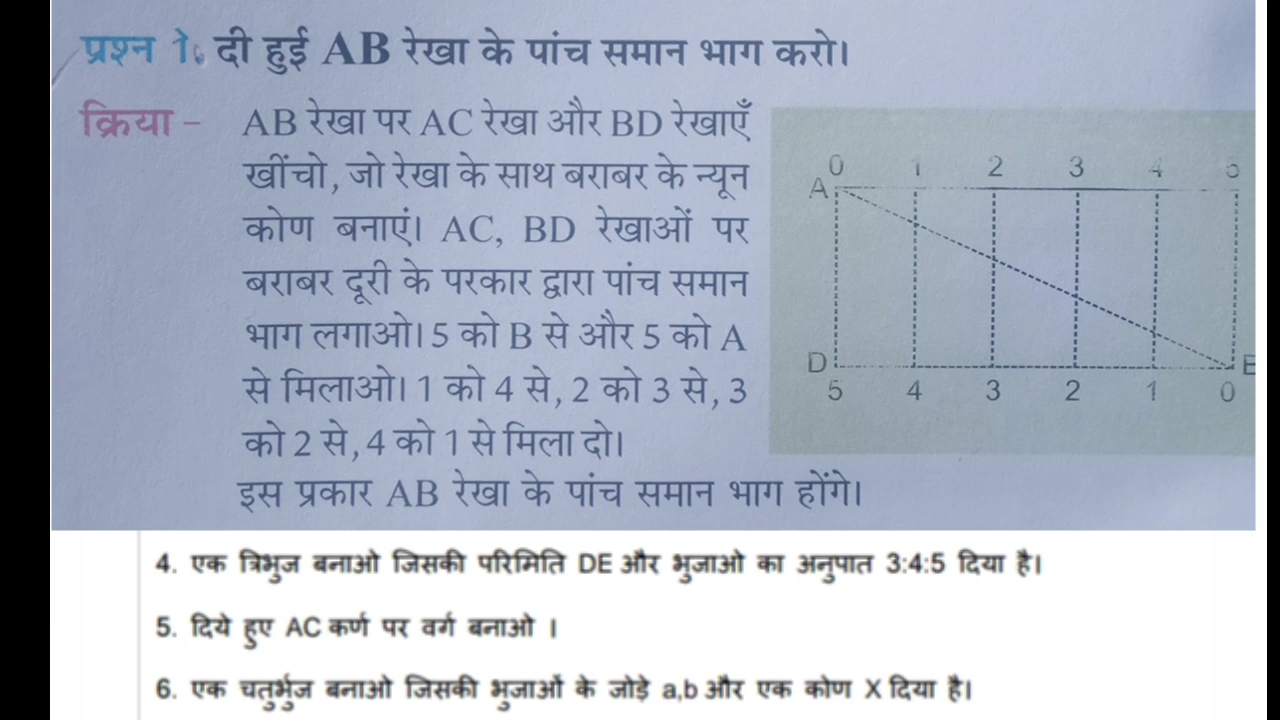 प्रश्न 1. दी हुई AB रेखा के पांच समान भाग करो।
क्रिया – AB रेखा पर AC रेखा और BD रेखाएँ
खींचो, जो रेखा के साथ बराबर के न्यून
कोण बनाएं। AC, BD रेखाओं पर
बराबर दूरी के परकार द्वारा पांच समान
भाग लगाओ। 5 को B से और 5 को A
से मिलाओ। 1 को 4 से, 2 को 3 से, 3
को 2 से, 4 को 1 से मिला दो।
इस प्रकार AB रेखा के पांच समान भाग होंगे।
0 1 2 3 4 5
A
D
5 4 3 2 1 0
4. एक त्रिभुज बनाओ जिसकी परिमिति DE और भुजाओ का अनुपात 3:4:5 दिया है।
5. दिये हुए AC कर्ण पर वर्ग बनाओ ।
6. एक चतुर्भुज बनाओ जिसकी भुजाओं के जोड़े a,b और एक कोण X दिया है।